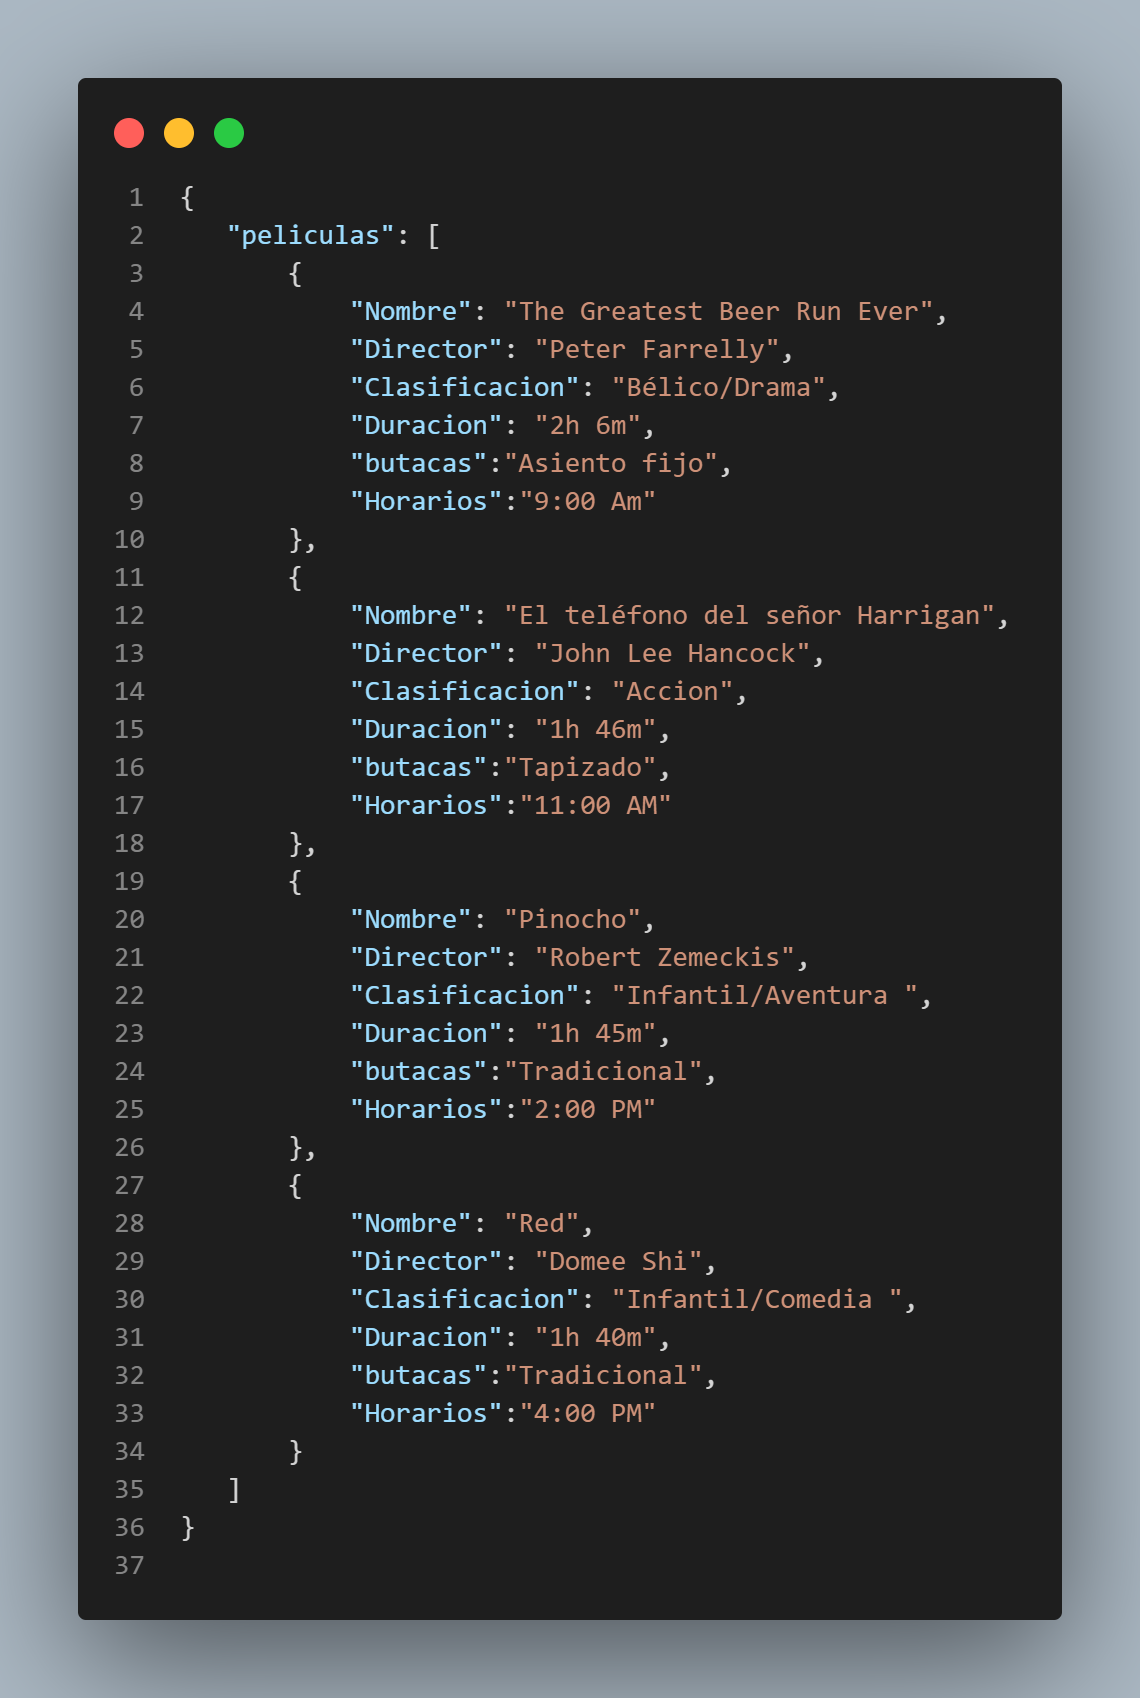 1 {
2 "peliculas": [
3 {
4 "Nombre": "The Greatest Beer Run Ever",
5 "Director": "Peter Farrelly",
6 "Clasificacion": "Bélico/Drama",
7 "Duracion": "2h 6m",
8 "butacas":"Asiento fijo",
9 "Horarios":"9:00 Am"
10 },
11 {
12 "Nombre": "El teléfono del señor Harrigan",
13 "Director": "John Lee Hancock",
14 "Clasificacion": "Accion",
15 "Duracion": "1h 46m",
16 "butacas":"Tapizado",
17 "Horarios":"11:00 AM"
18 },
19 {
20 "Nombre": "Pinocho",
21 "Director": "Robert Zemeckis",
22 "Clasificacion": "Infantil/Aventura ",
23 "Duracion": "1h 45m",
24 "butacas":"Tradicional",
25 "Horarios":"2:00 PM"
26 },
27 {
28 "Nombre": "Red",
29 "Director": "Domee Shi",
30 "Clasificacion": "Infantil/Comedia ",
31 "Duracion": "1h 40m",
32 "butacas":"Tradicional",
33 "Horarios":"4:00 PM"
34 }
35 ]
36 }
37